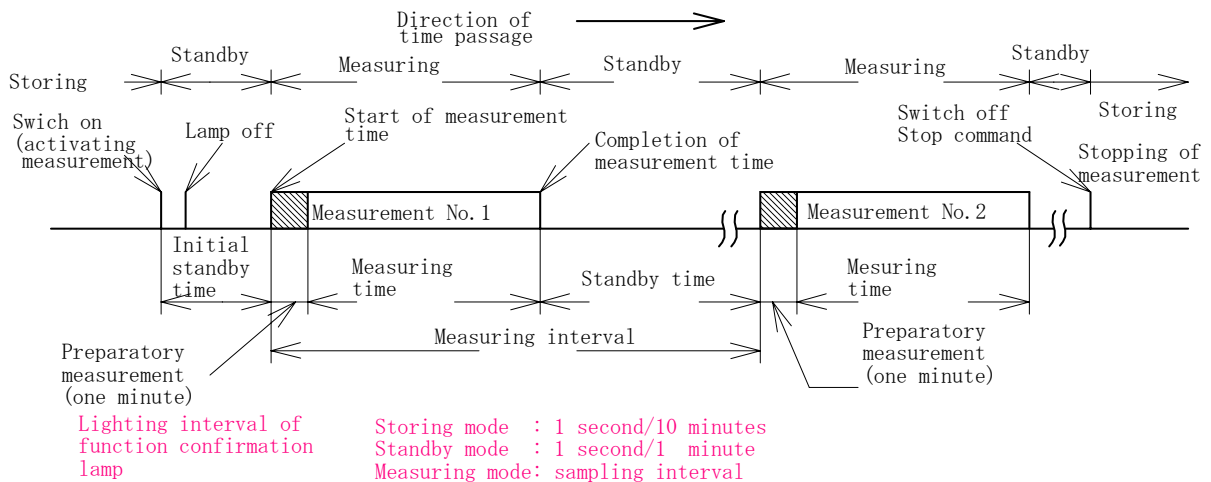 Direction of
time passage
Standby
Measuring
Standby
Measuring
Standby
Storing
Storing
Swich on
(activating
measurement)
Lamp off
Start of measurement
time
Completion of
measurement time
Switch off
Stop command
Stopping of
measurement
Measurement No.1
Measurement No.2
Initial
standby
time
Measuring
time
Standby time
Mesuring
time
Measuring interval
Preparatory
measurement
(one minute)
Preparatory
measurement
(one minute)
Lighting interval of
function confirmation
lamp
Storing mode : 1 second/10 minutes
Standby mode : 1 second/1 minute
Measuring mode: sampling interval